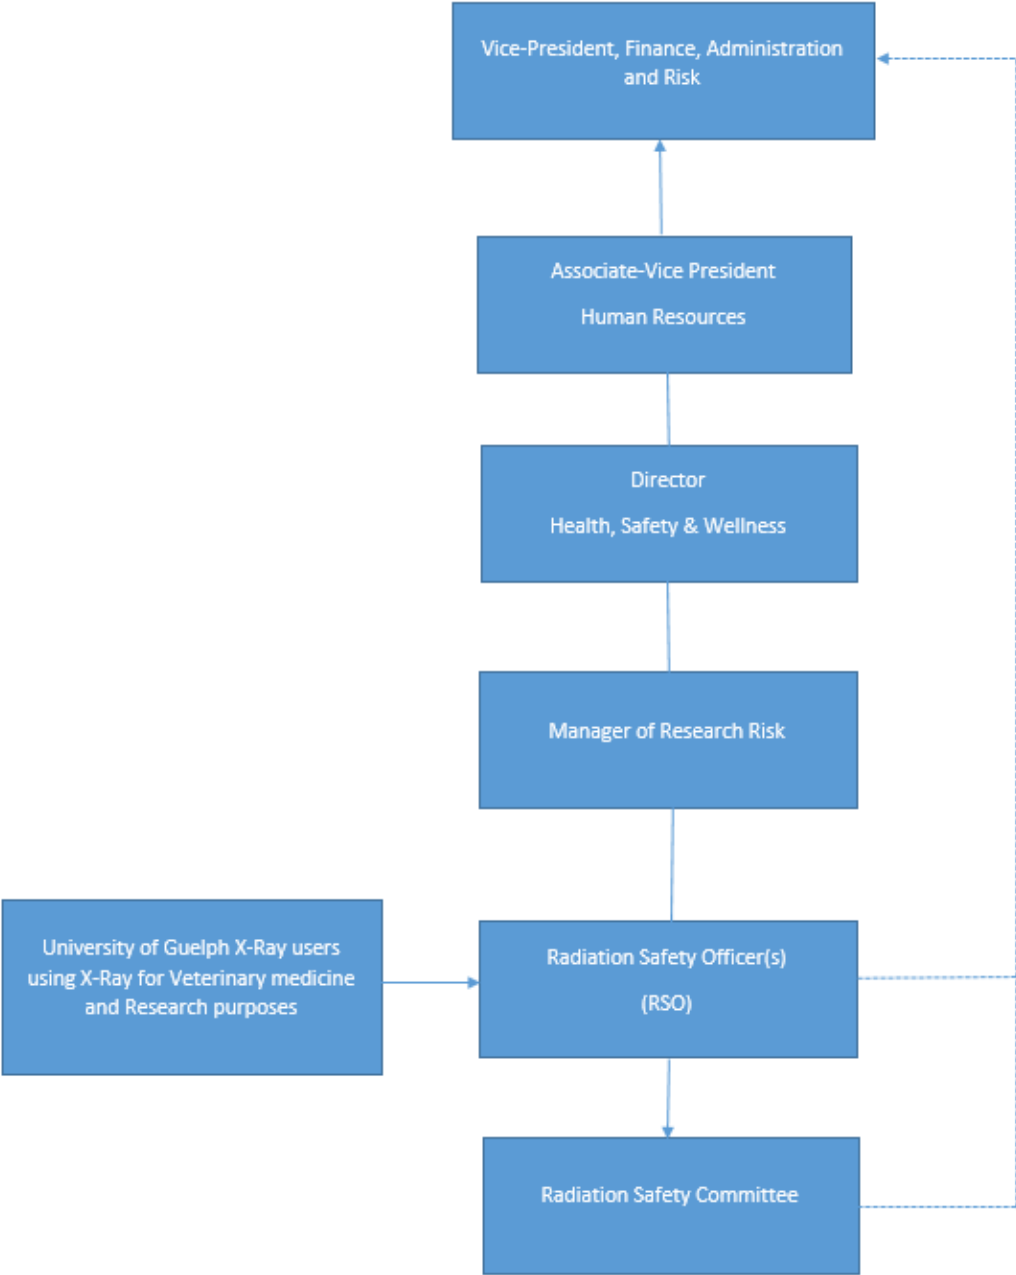 Vice-President, Finance, Administration
and Risk
Associate-Vice President
Human Resources
Director
Health, Safety & Wellness
Manager of Research Risk
University of Guelph X-Ray users
using X-Ray for Veterinary medicine
and Research purposes
Radiation Safety Officer(s)
(RSO)
Radiation Safety Committee